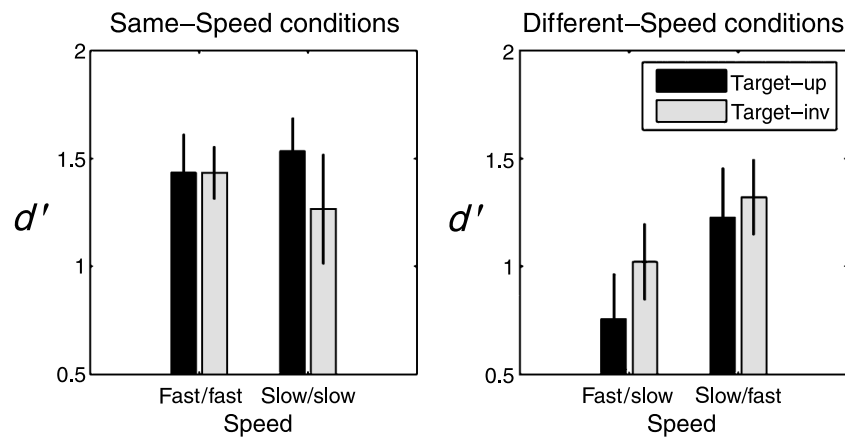 Same–Speed conditions
2
1.5
1
0.5
d′
Fast/fast Slow/slow
Speed
Different–Speed conditions
Target–up
Target–inv
2
1.5
1
0.5
d′
Fast/slow Slow/fast
Speed